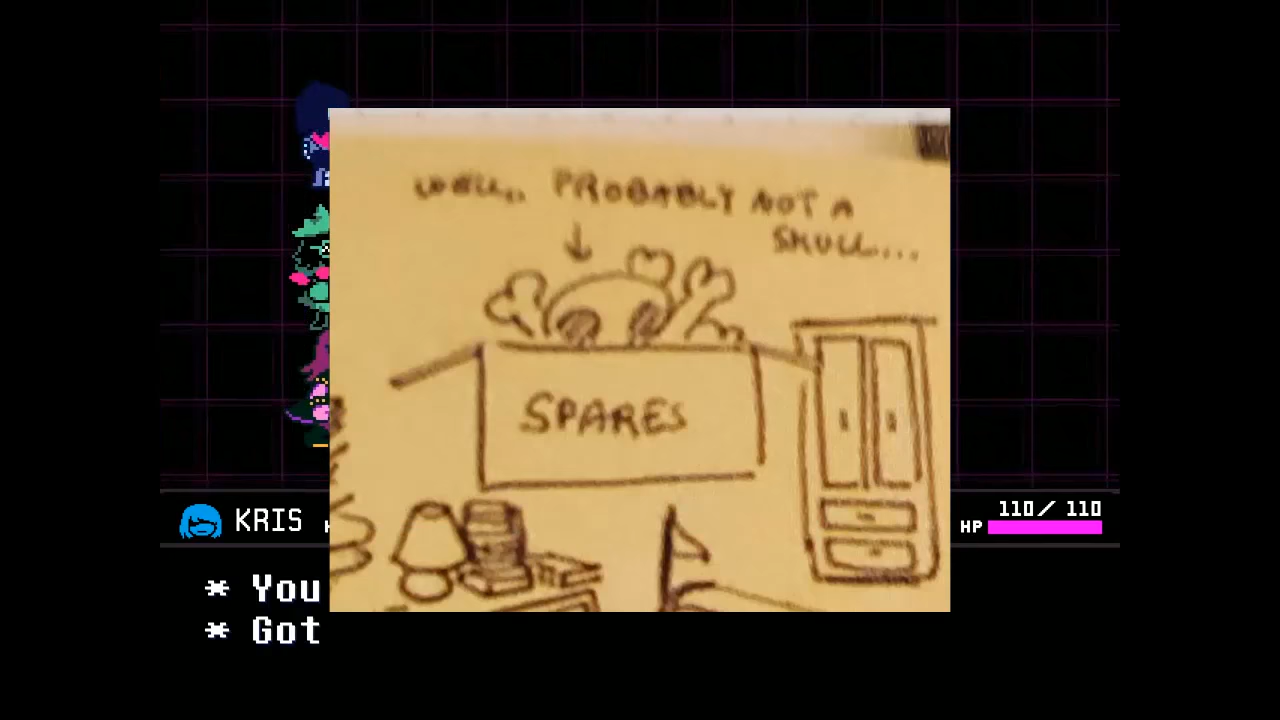 WELL.. PROBABLY NOT A
SKULL....
SPARES
KRIS
110/ 110
HP
* You
* Got